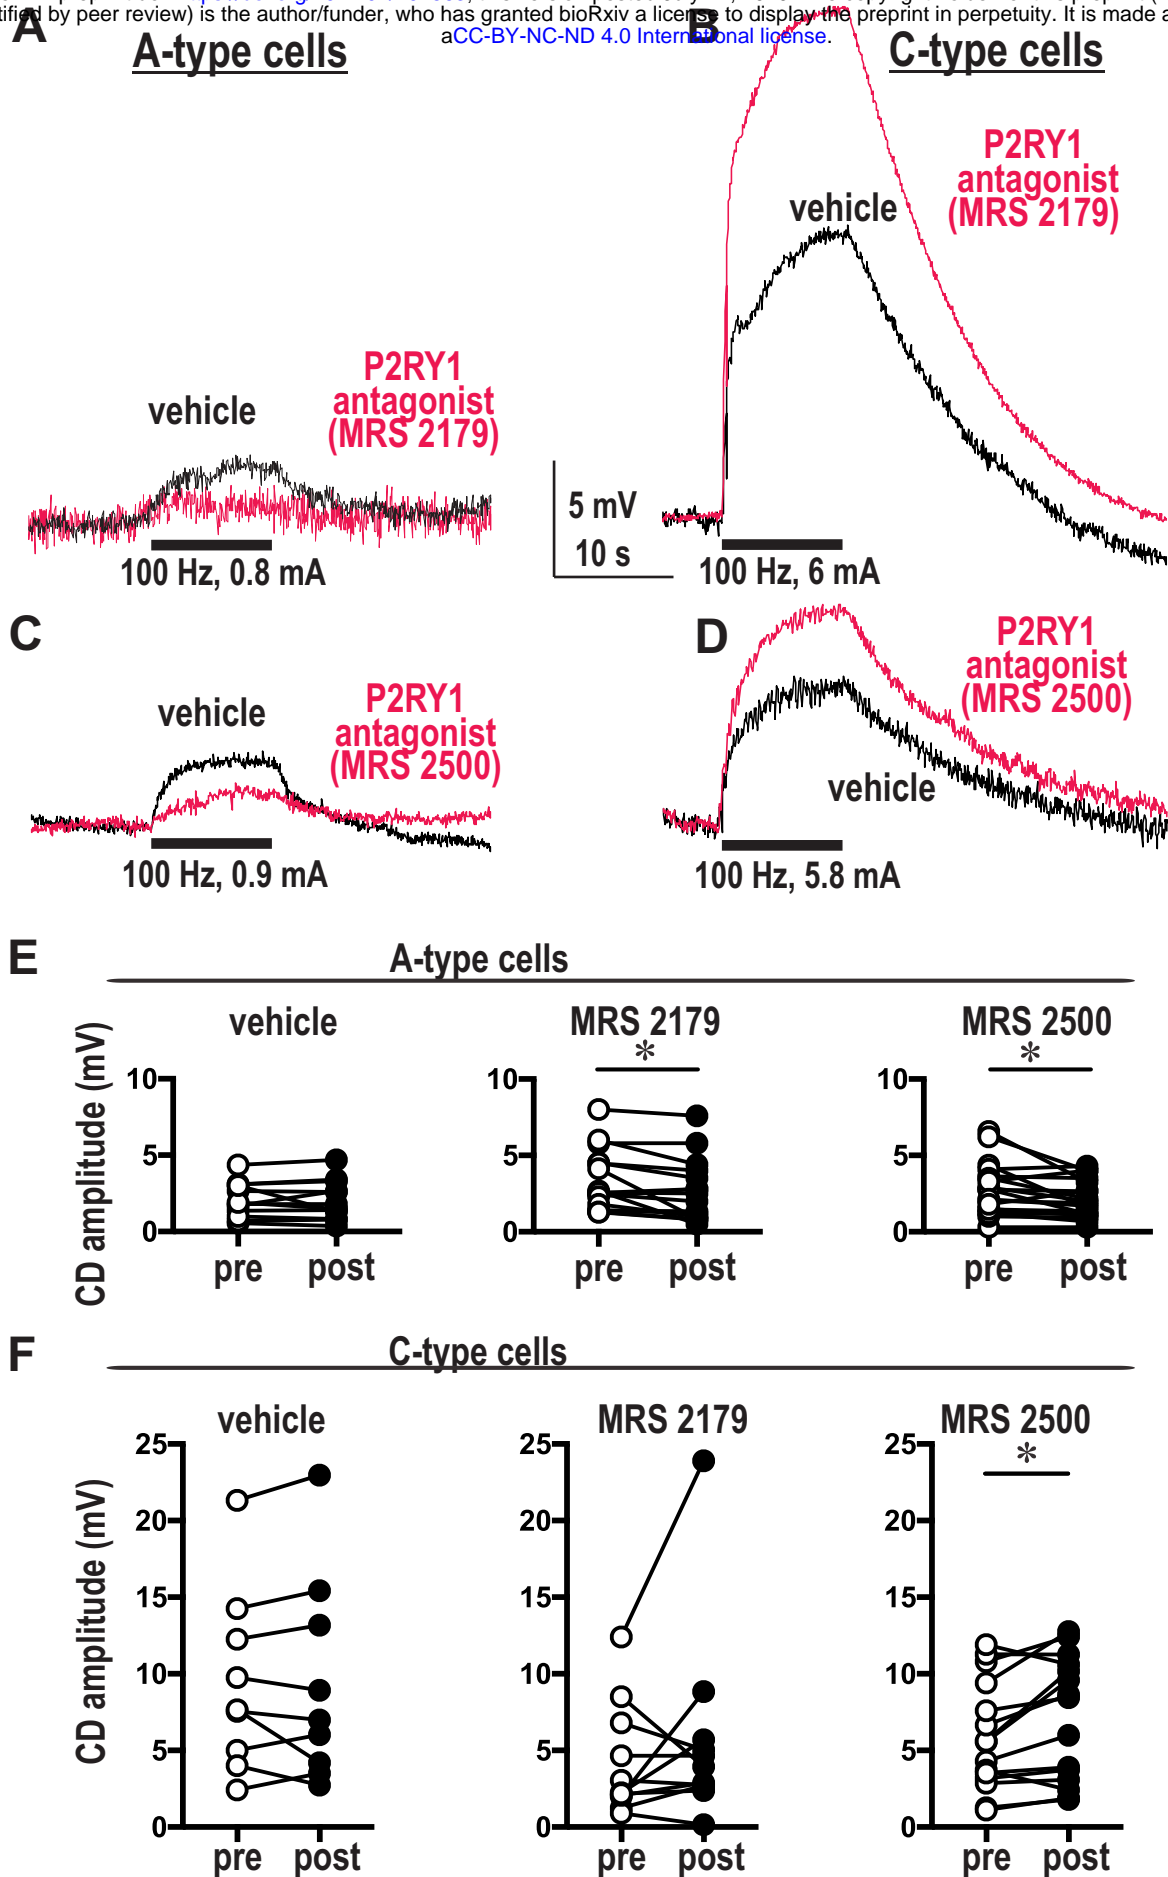 tified by peer review) is the author/funder, who has granted bioRxiv a license to display the preprint in perpetuity. It is made a
aCC-BY-NC-ND 4.0 International license.
A
A-type cells
B
C-type cells
P2RY1
antagonist
(MRS 2179)
vehicle
P2RY1
antagonist
(MRS 2179)
vehicle
5 mV
10 s
100 Hz, 0.8 mA
100 Hz, 6 mA
C
P2RY1
antagonist
(MRS 2500)
vehicle
100 Hz, 0.9 mA
D
P2RY1
antagonist
(MRS 2500)
vehicle
100 Hz, 5.8 mA
E
A-type cells
vehicle
MRS 2179
MRS 2500
*
*
CD amplitude (mV)
10
5
0
pre
post
10
5
0
pre
post
10
5
0
pre
post
F
C-type cells
vehicle
MRS 2179
MRS 2500
*
CD amplitude (mV)
25
20
15
10
5
0
pre
post
25
20
15
10
5
0
pre
post
25
20
15
10
5
0
pre
post